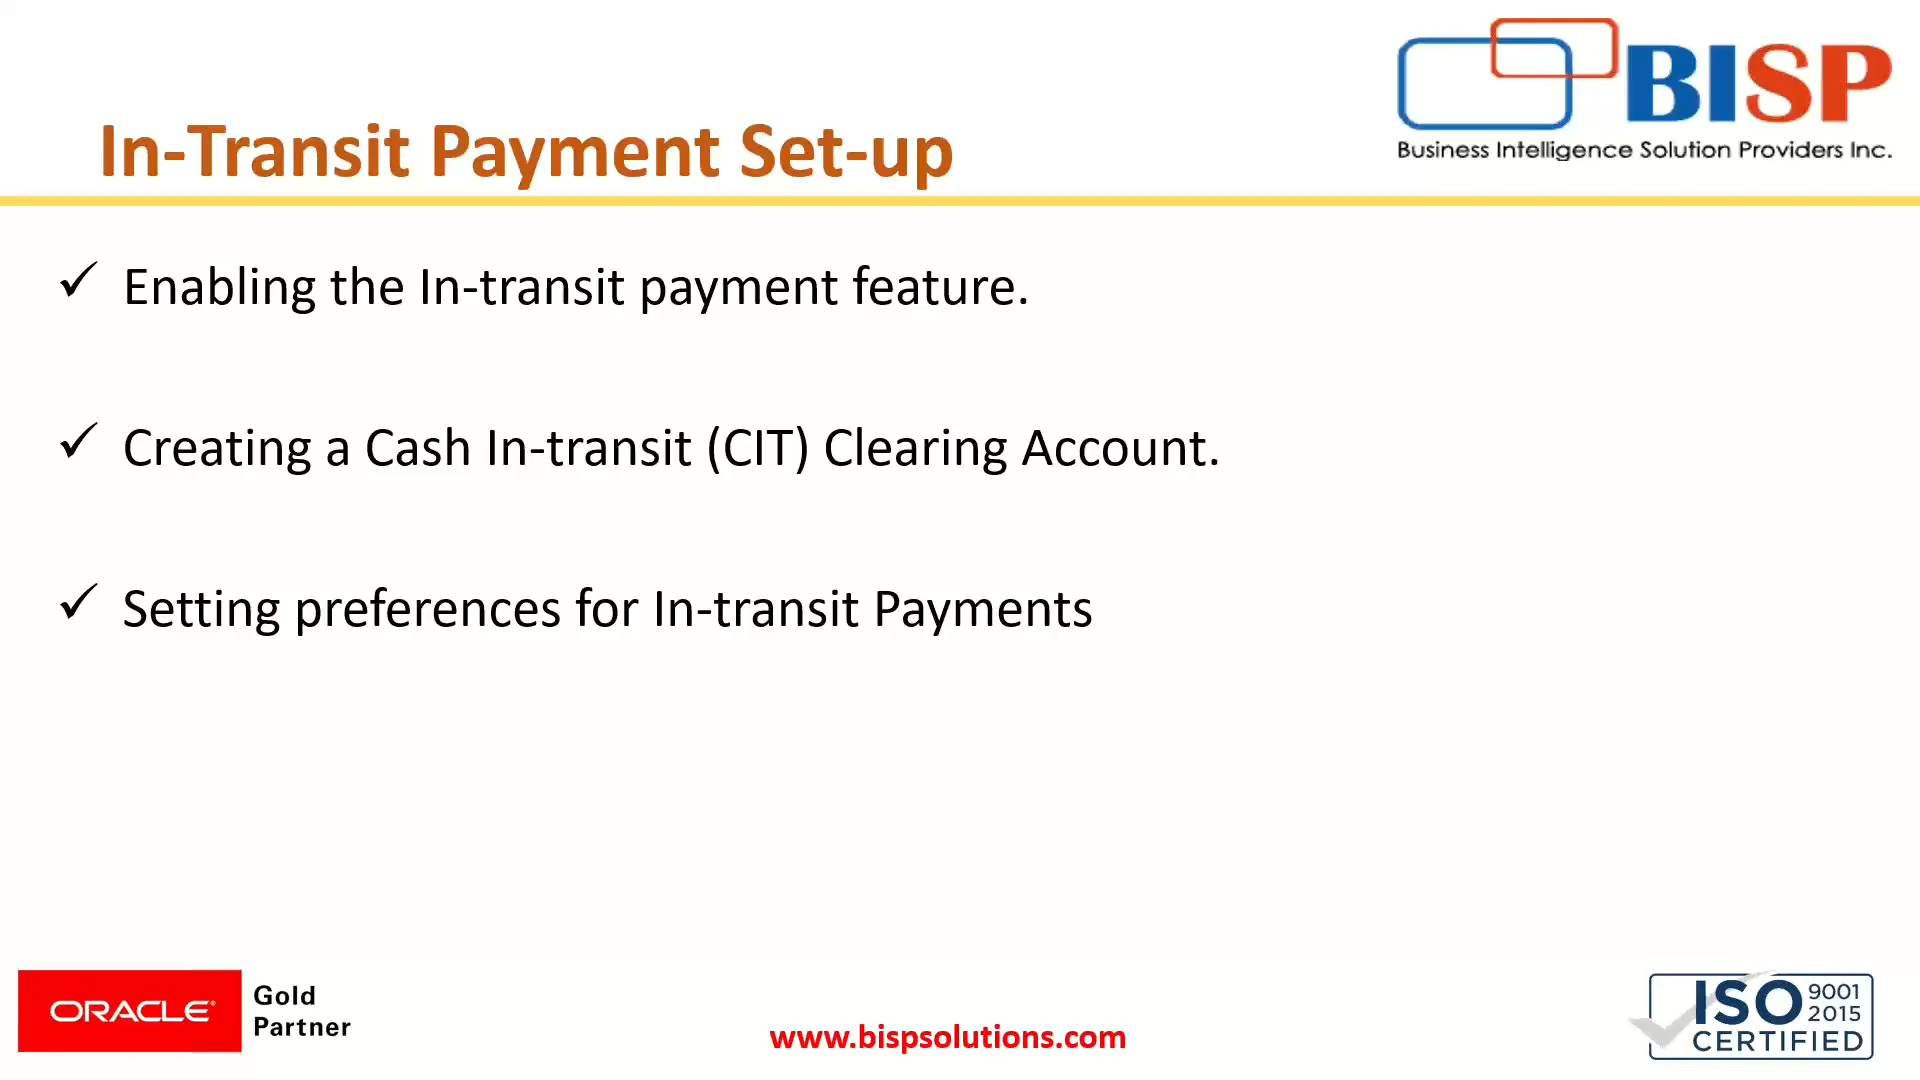 BISP
Business Intelligence Solution Providers Inc.
In-Transit Payment Set-up
✓ Enabling the In-transit payment feature.
✓ Creating a Cash In-transit (CIT) Clearing Account.
✓ Setting preferences for In-transit Payments
ORACLE®
Gold
Partner
www.bispsolutions.com
ISO 9001
2015
CERTIFIED